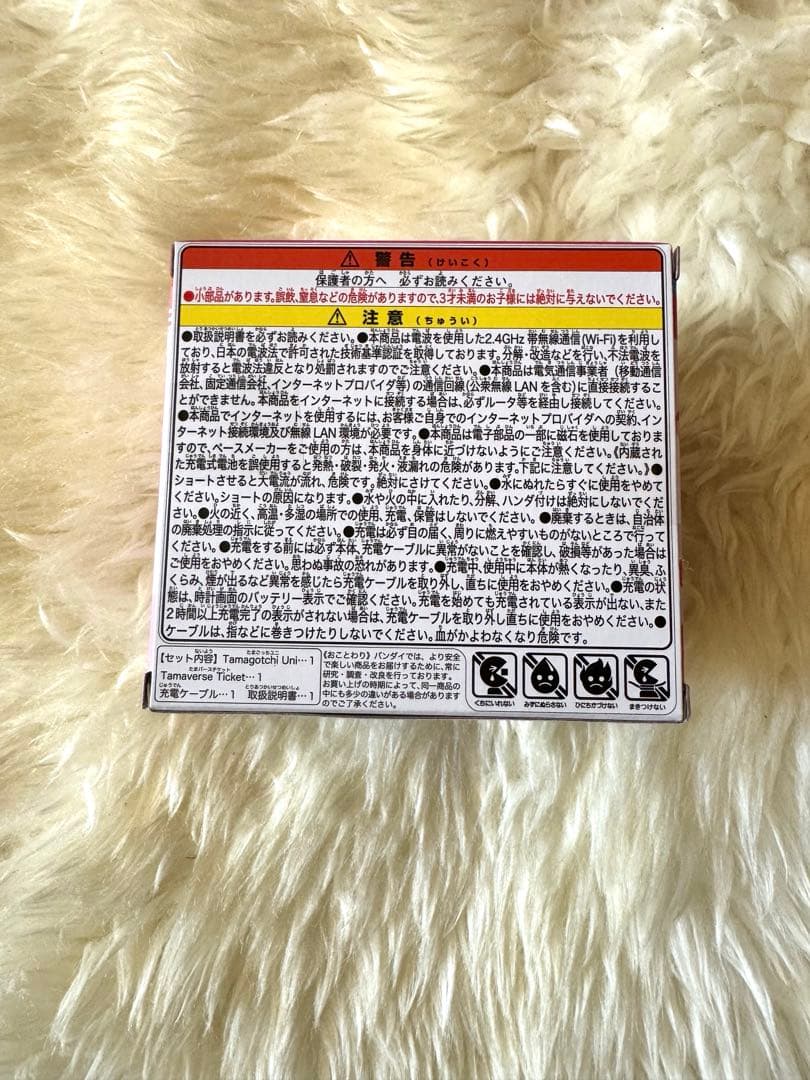 ⚠ 警告（けいこく）
保護者の方へ 必ずお読みください。
●小部品があります。誤飲、窒息などの危険がありますので、3才未満のお子様には絶対に与えないでください。
⚠ 注意（ちゅうい）
●取扱説明書を必ずお読みください。●本商品は電波を使用した2.4GHz 帯無線通信(Wi-Fi)を利用し
ており、日本の電波法で許可された技術基準認証を取得しております。分解・改造などを行い、不法電波を
放射すると電波法違反となり処罰されますのでご注意ください。●本商品は電気通信事業者（移動通信
会社、固定通信会社、インターネットプロバイダ等）の通信回線(公衆無線 LAN を含む)に直接接続するこ
とができません。本商品をインターネットに接続する場合は、必ずルータ等を経由し接続してください。
●本商品でインターネットを使用するには、お客様ご自身でのインターネットプロバイダへの契約、イン
ターネット接続環境及び無線 LAN 環境が必要です。●本商品は電子部品の一部に磁石を使用しておりま
すので、ペースメーカーをご使用の方は、本商品を身体に近づけないようにご注意ください。《内蔵され
た充電式電池を誤使用すると発熱・破裂・発火・液漏れの危険があります。下記に注意してください。》●
ショートさせると大電流が流れ、危険です。絶対にさけてください。●水にぬれたらすぐに使用をやめて
ください。ショートの原因になります。●水や火の中に入れたり、分解、ハンダ付けは絶対にしないでくだ
さい。●火の近く、高温・多湿の場所での使用、充電、保管はしないでください。●廃棄するときは、自治体
の廃棄処理の指示に従ってください。●充電は必ず目の届く、周りに燃えやすいものがないところで行って
ください。●充電をする前には必ず本体、充電ケーブルに異常がないことを確認し、破損等があった場合は
ご使用をおやめください。思わぬ事故の恐れがあります。●充電中、使用中に本体が熱くなったり、異臭、ふ
くらみ、煙が出るなど異常を感じたら充電ケーブルを取り外し、直ちに使用をおやめください。●充電の状
態は、時計画面のバッテリー表示でご確認ください。充電を始めても充電されている表示が出ない、また
2時間以上充電完了の表示がされない場合は、充電ケーブルを取り外し直ちに使用をおやめください。●
ケーブルは、指などに巻きつけたりしないでください。血がかよわなくなり危険です。
【セット内容】Tamagotchi Uni…1
Tamaverse Ticket…1
充電ケーブル…1 取扱説明書…1
《おことわり》バンダイでは、より安全
で楽しい商品をお届けするために、常に
研究・調査・改良を行っております。
お買い上げの時期によって、同一商品の
中にも多少の違いがある場合があります
のでご了承ください。
くちにいれない みずにぬらさない ひにちかづけない まきつけない